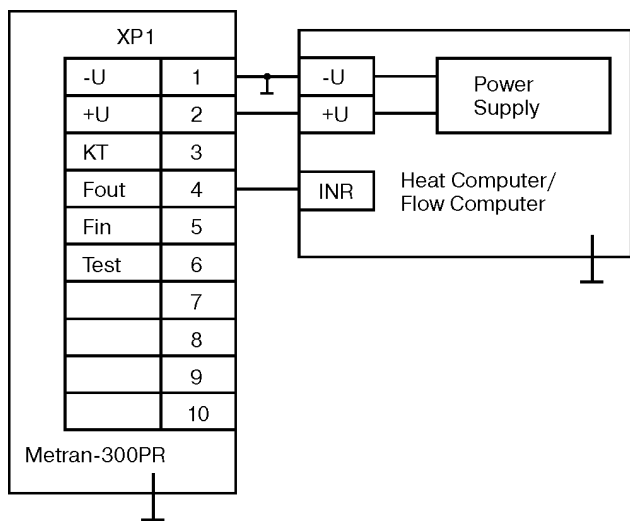 XP1
-U 1 -U
+U 2 +U
Power
Supply
KT 3
Fout 4 INR
Heat Computer/
Flow Computer
Fin 5
Test 6
7
8
9
10
Metran-300PR